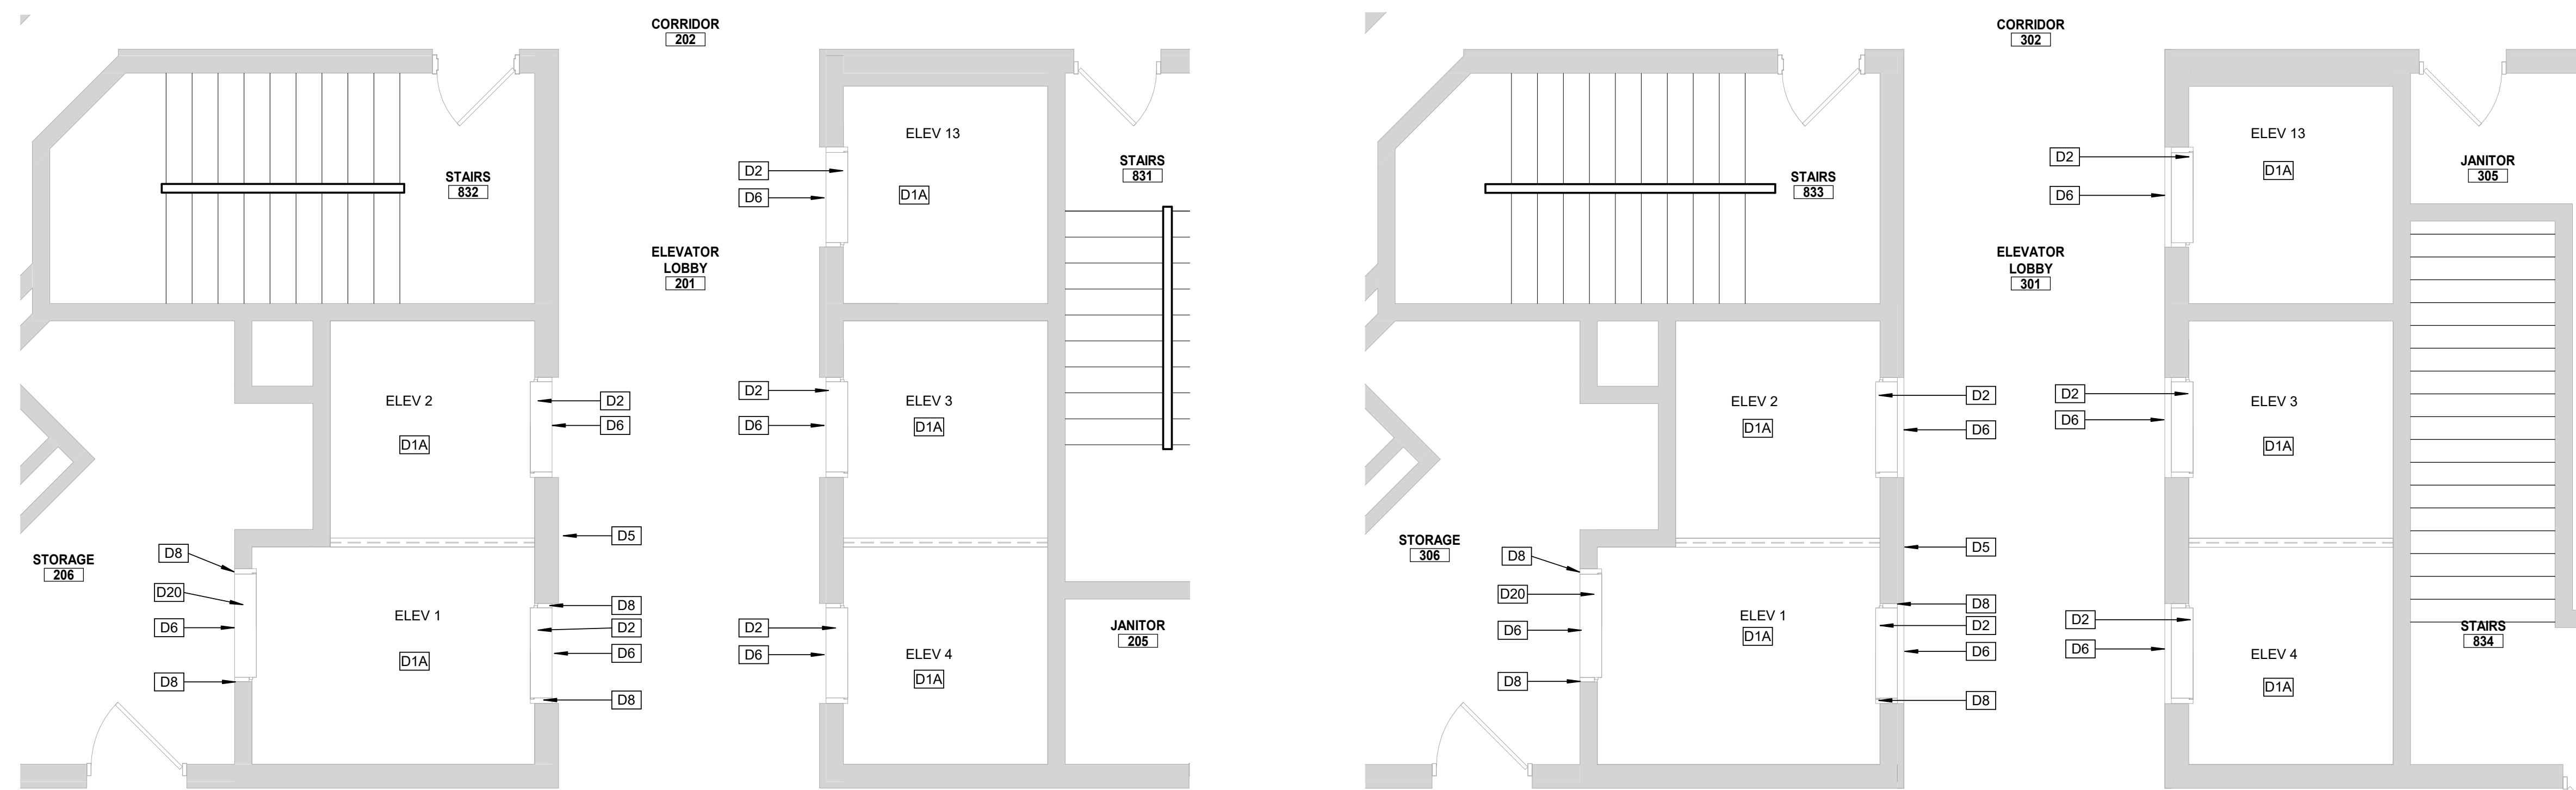 CORRIDOR
202
ELEV 13
STAIRS
832
STAIRS
831
D2
D6
D1A
ELEVATOR
LOBBY
201
ELEV 2
D1A
D2
D6
D2
D6
ELEV 3
D1A
D5
STORAGE
206
D8
D20
D6
D8
ELEV 1
D1A
D8
D2
D6
D8
D2
D6
ELEV 4
D1A
JANITOR
205
CORRIDOR
302
ELEV 13
D1A
STAIRS
833
D2
D6
JANITOR
305
ELEVATOR
LOBBY
301
ELEV 2
D1A
D2
D6
D2
D6
ELEV 3
D1A
D5
STORAGE
306
D8
D20
D6
D8
ELEV 1
D1A
D8
D2
D6
D8
D2
D6
ELEV 4
D1A
STAIRS
834